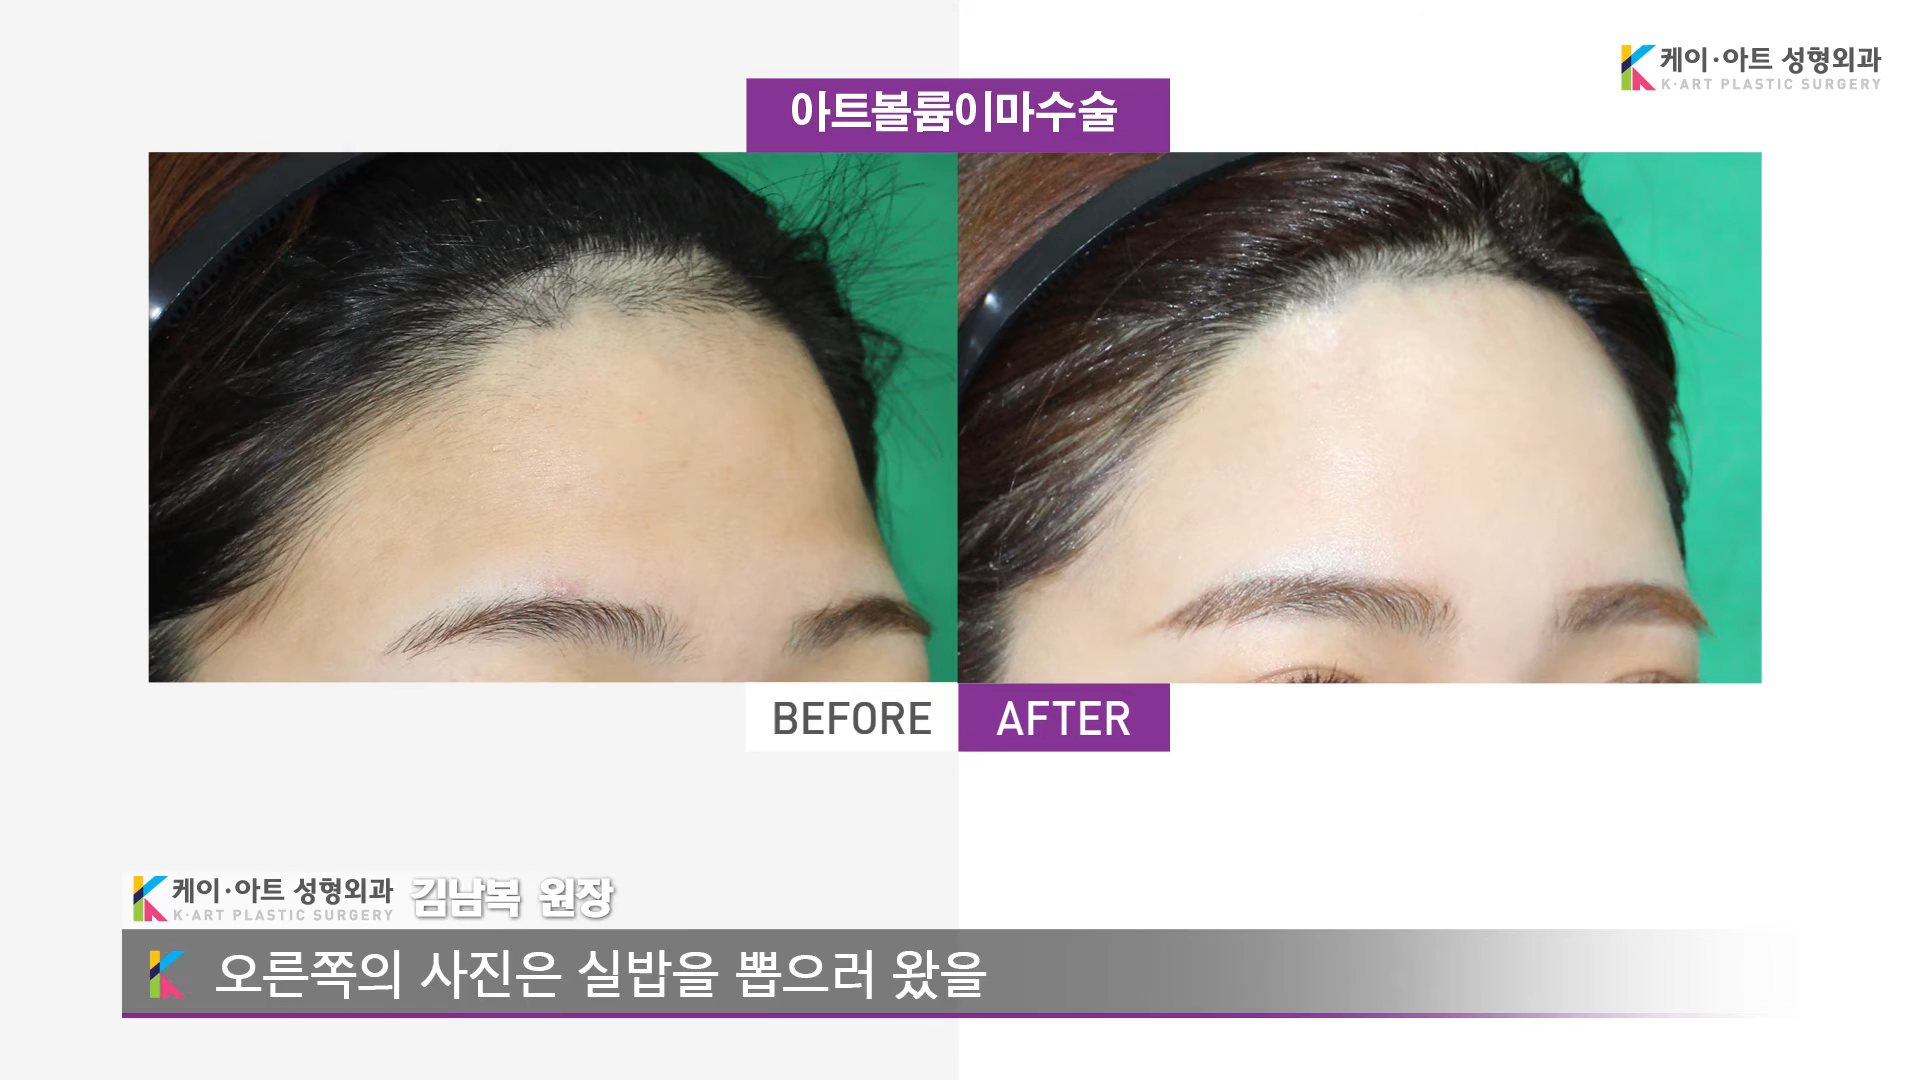 케이·아트 성형외과
K·ART PLASTIC SURGERY
아트볼륨이마수술
BEFORE
AFTER
케이·아트 성형외과 김남복 원장
K·ART PLASTIC SURGERY
오른쪽의 사진은 실밥을 뽑으러 왔을